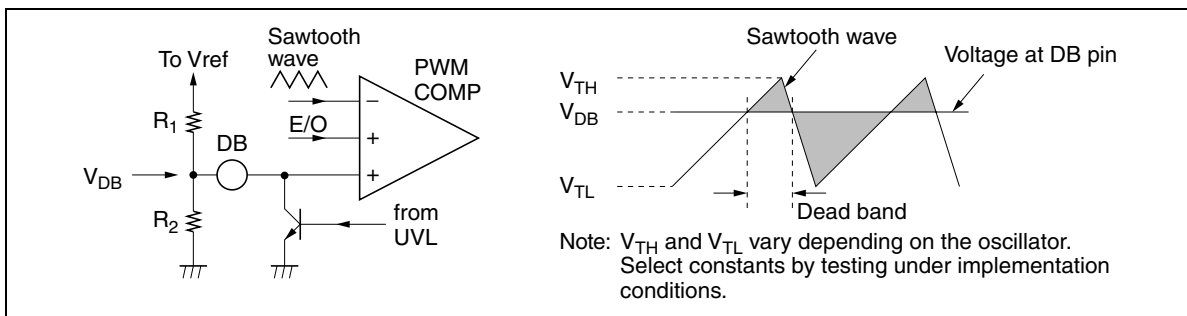 Sawtooth
wave
To Vref
PWM
COMP
−
R1
E/O
+
DB
+
VDB
R2
from
UVL
Sawtooth wave
Voltage at DB pin
VTH
VDB
VTL
Dead band
Note: VTH and VTL vary depending on the oscillator.
Select constants by testing under implementation
conditions.